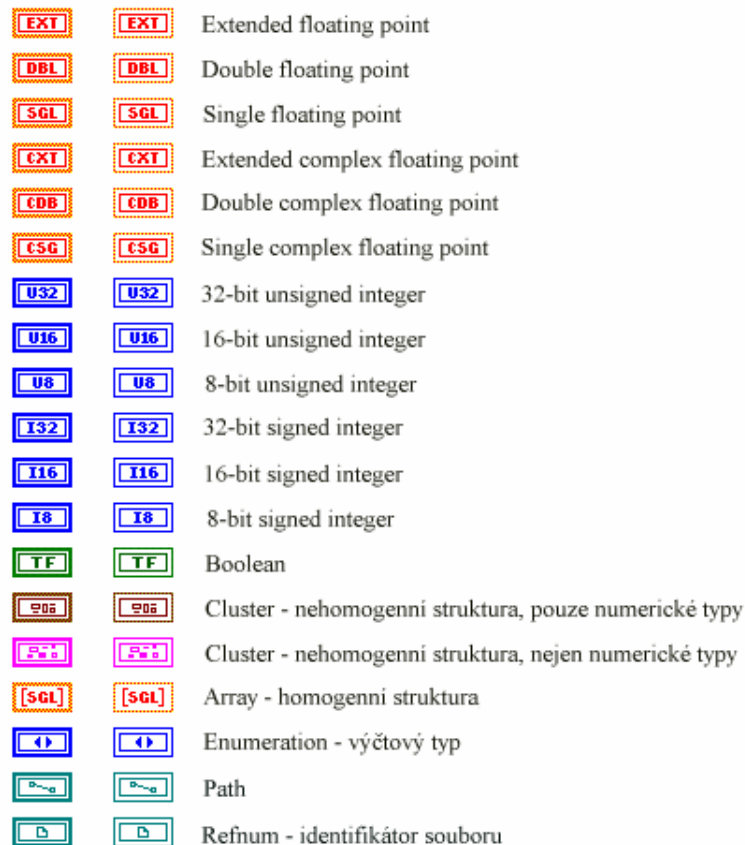 EXT EXT Extended floating point
DBL DBL Double floating point
SGL SGL Single floating point
CXT CXT Extended complex floating point
CDB CDB Double complex floating point
CSG CSG Single complex floating point
U32 U32 32-bit unsigned integer
U16 U16 16-bit unsigned integer
U8 U8 8-bit unsigned integer
I32 I32 32-bit signed integer
I16 I16 16-bit signed integer
I8 I8 8-bit signed integer
TF TF Boolean
Cluster - nehomogenní struktura, pouze numerické typy
Cluster - nehomogenní struktura, nejen numerické typy
[SGL] [SGL] Array - homogenní struktura
Enumeration - výčtový typ
Path
Refnum - identifikátor souboru